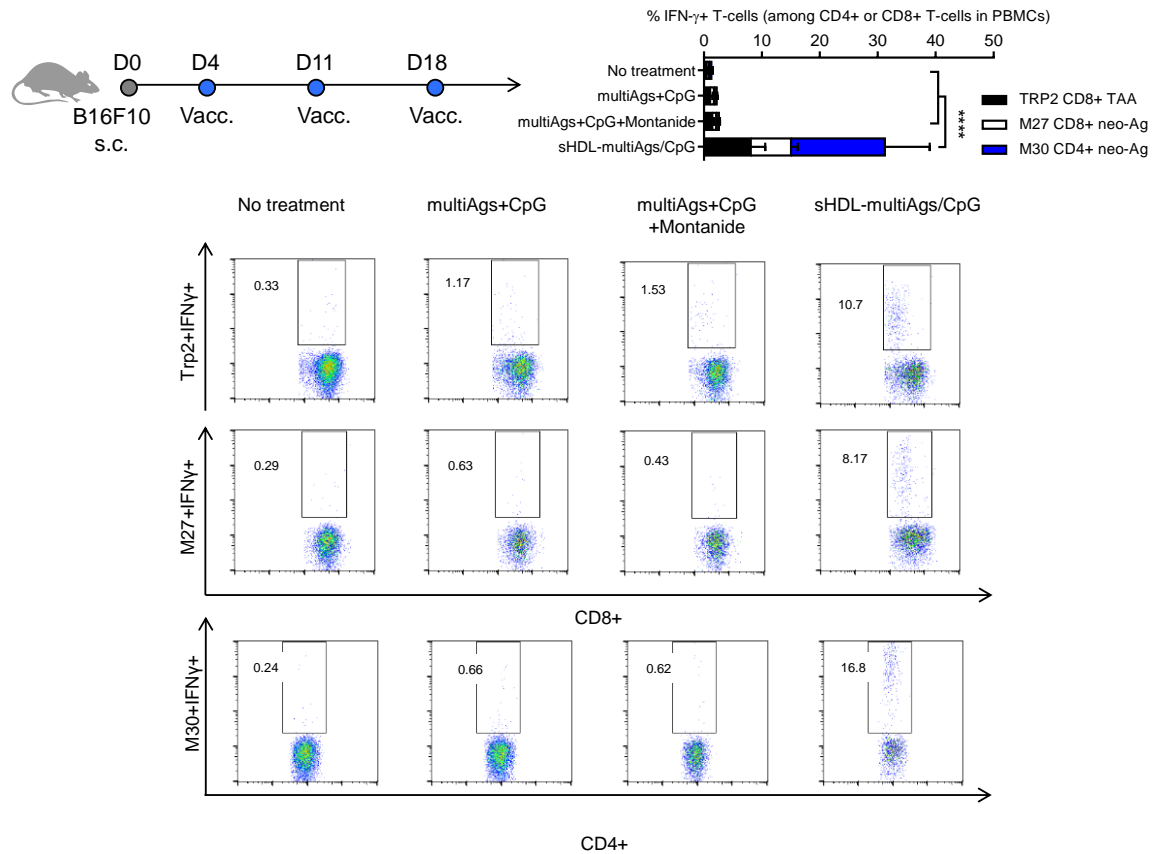 D0 D4 D11 D18
B16F10 Vacc. Vacc. Vacc.
s.c.
% IFN-γ+ T-cells (among CD4+ or CD8+ T-cells in PBMCs)
0 10 20 30 40 50
No treatment
multiAgs+CpG
multiAgs+CpG+Montanide
sHDL-multiAgs/CpG
****
TRP2 CD8+ TAA
M27 CD8+ neo-Ag
M30 CD4+ neo-Ag
No treatment multiAgs+CpG multiAgs+CpG sHDL-multiAgs/CpG
+Montanide
Trp2+IFNγ+
0.33 1.17 1.53 10.7
M27+IFNγ+
0.29 0.63 0.43 8.17
CD8+
M30+IFNγ+
0.24 0.66 0.62 16.8
CD4+